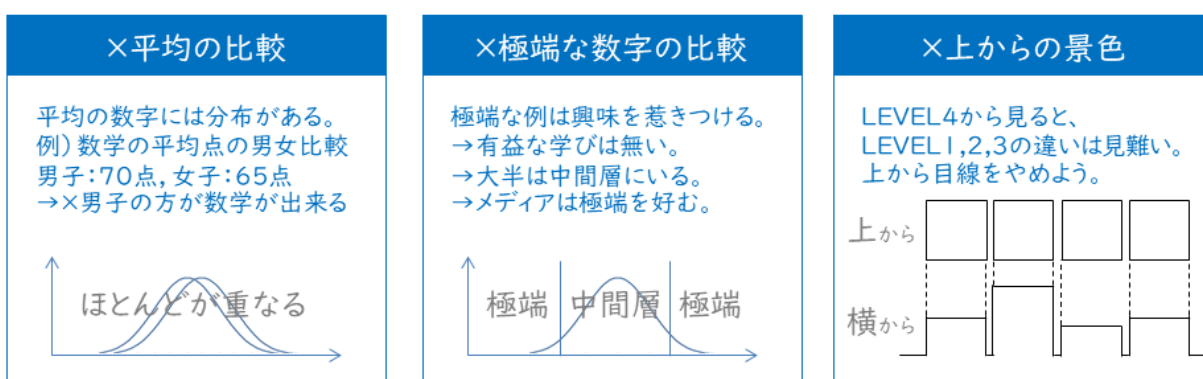 ×平均の比較
平均の数字には分布がある。
例)数学の平均点の男女比較
男子:70点,女子:65点
→×男子の方が数学が出来る
ほとんどが重なる
×極端な数字の比較
極端な例は興味を惹きつける。
→有益な学びは無い。
→大半は中間層にいる。
→メディアは極端を好む。
極端 中間層 極端
×上からの景色
LEVEL4から見ると、
LEVEL1,2,3の違いは見難い。
上から目線をやめよう。
上から
横から